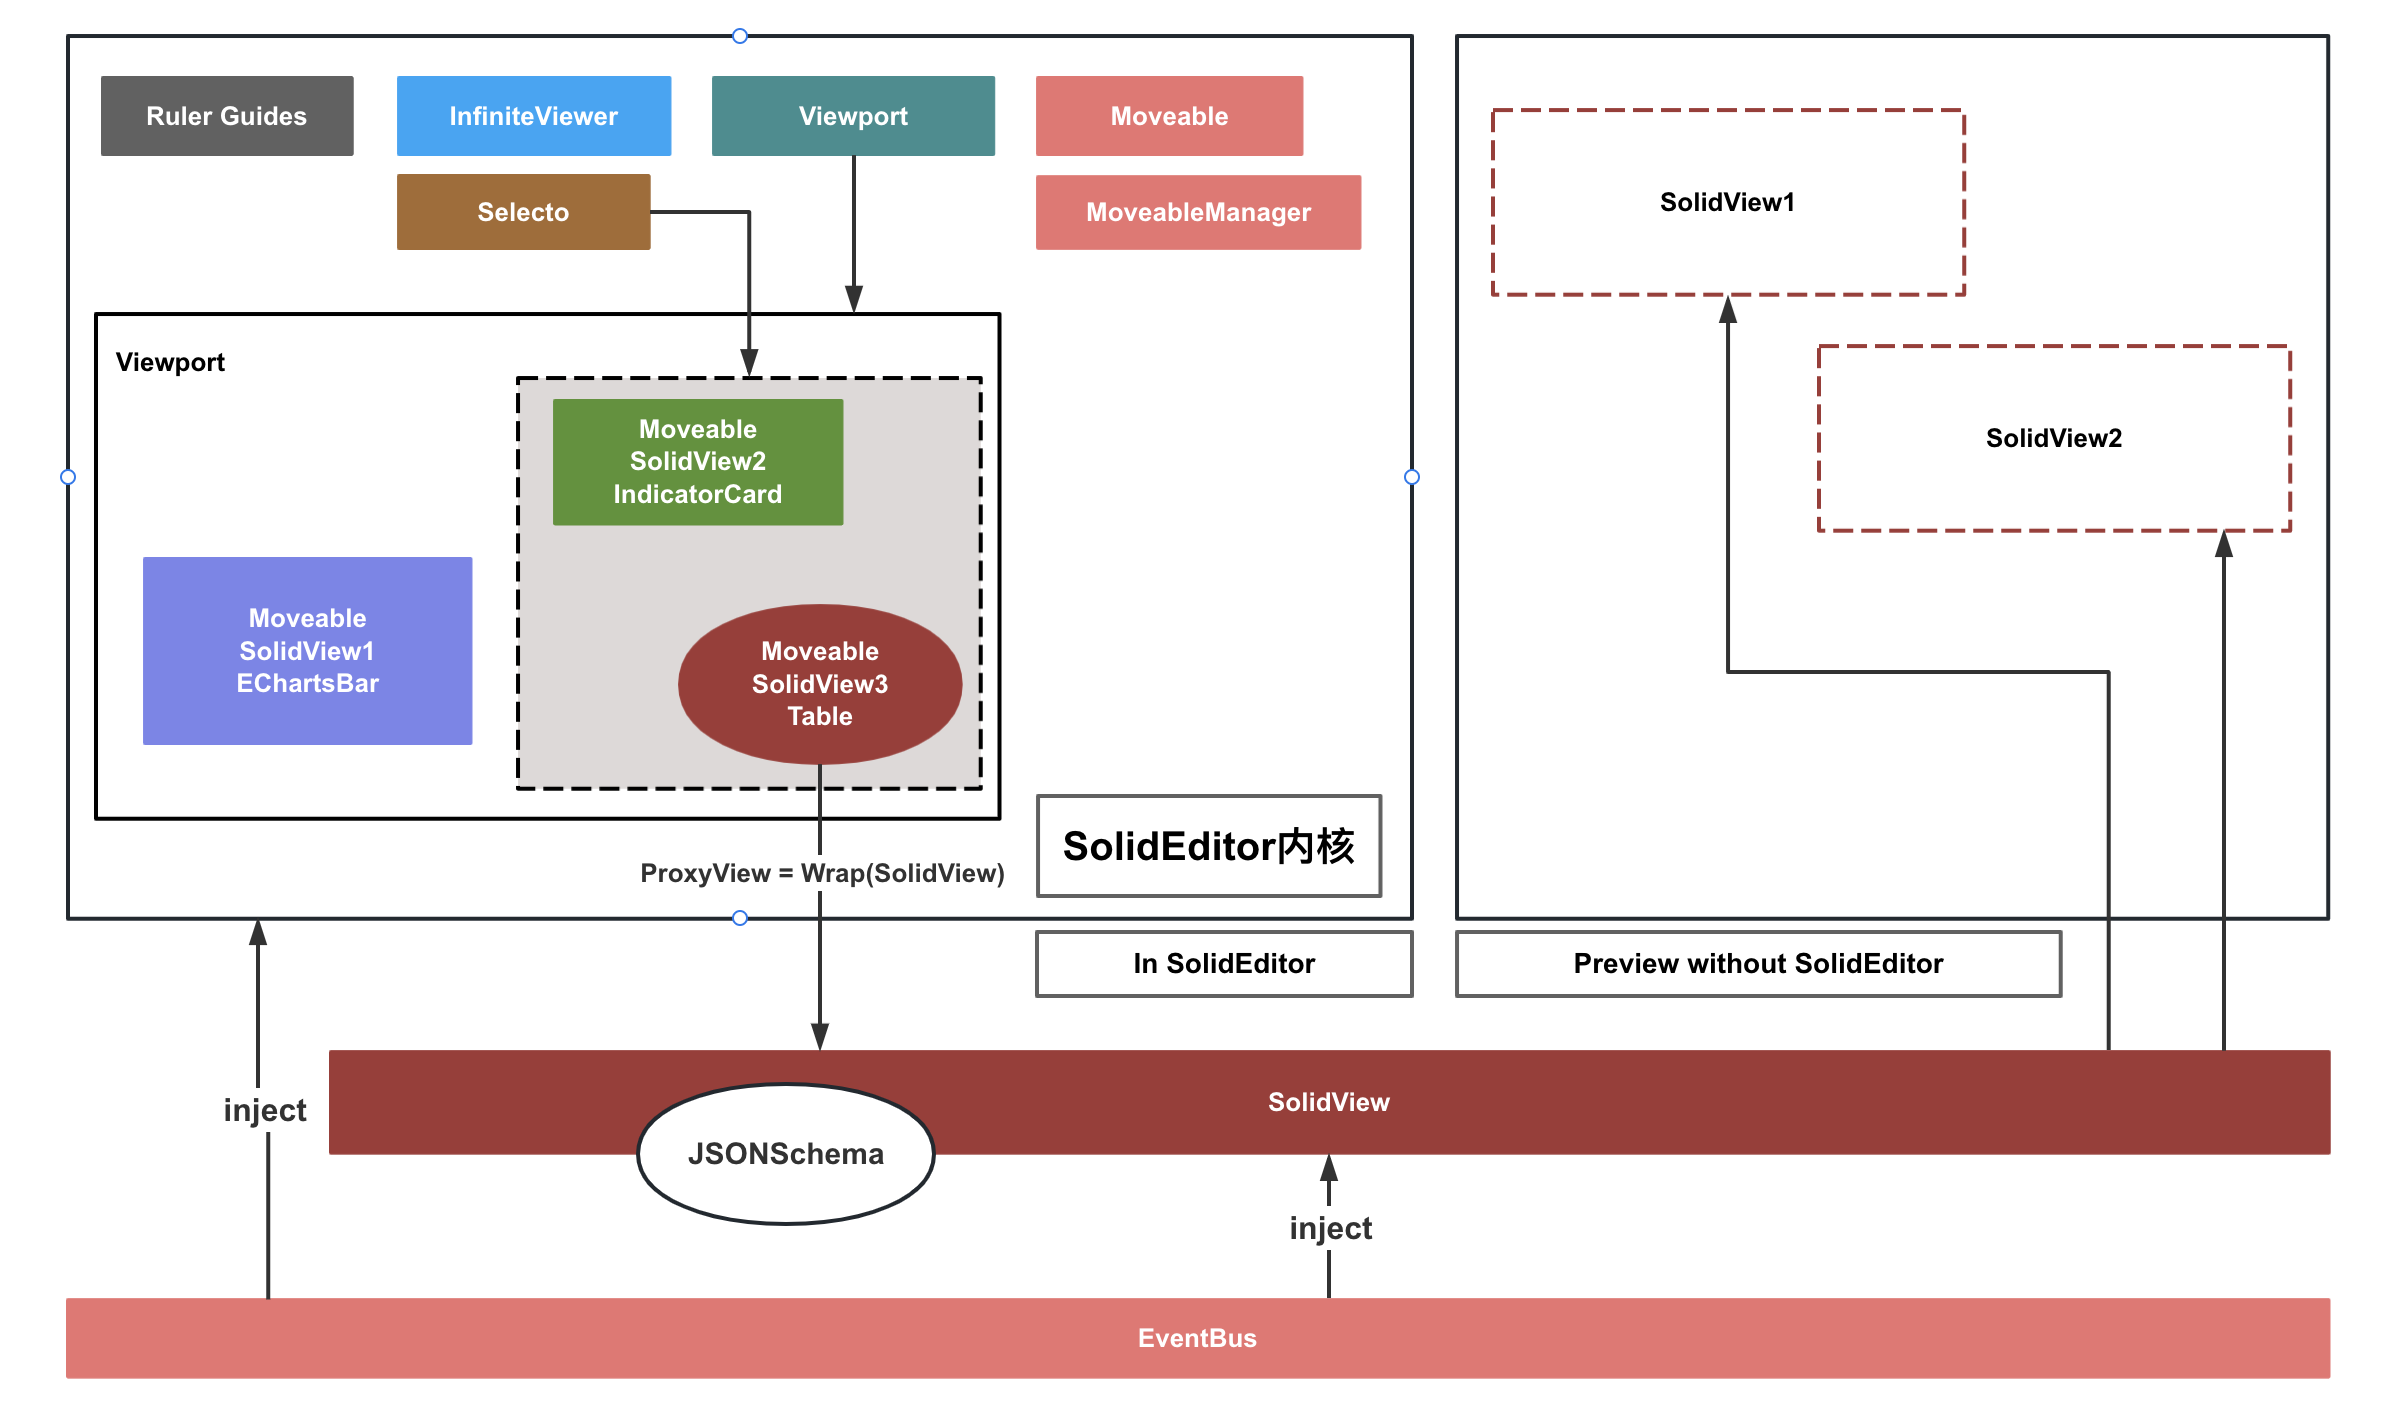 Ruler Guides
InfiniteViewer
Viewport
Moveable
Selecto
MoveableManager
Viewport
Moveable
SolidView2
IndicatorCard
Moveable
SolidView1
EChartsBar
Moveable
SolidView3
Table
SolidEditor内核
ProxyView = Wrap(SolidView)
In SolidEditor
SolidView1
SolidView2
Preview without SolidEditor
inject
SolidView
JSONSchema
inject
EventBus